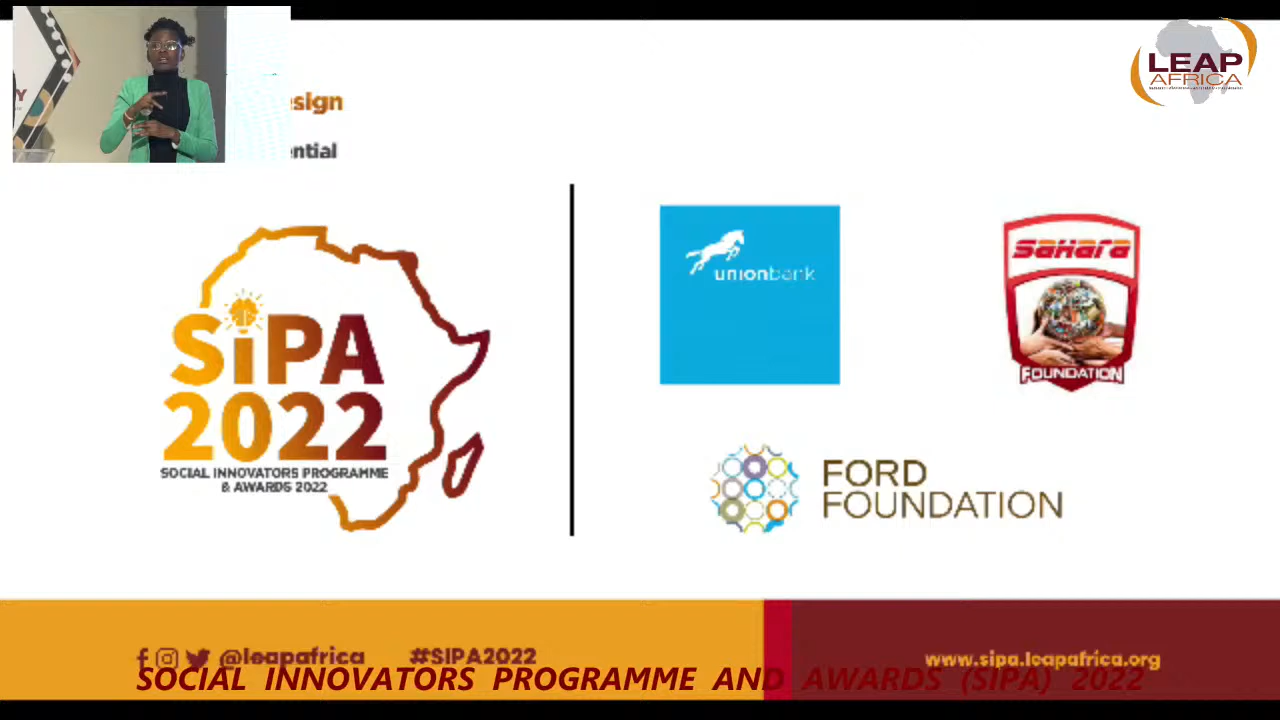 Y
LEAP
AFRICA
esign
ential
SiPA
2022
SOCIAL INNOVATORS PROGRAMME
& AWARDS 2022
unionbank
SaHaRa
FOUNDATION
FORD
FOUNDATION
@leapafrica #SIPA2022
www.sipa.leapafrica.org
SOCIAL INNOVATORS PROGRAMME AND AWARDS (SIPA) 2022